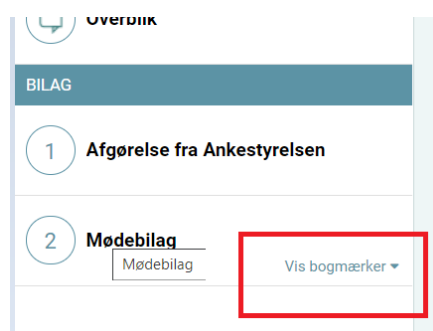 Overblik
BILAG
1 Afgørelse fra Ankestyrelsen
2 Mødebilag
Mødebilag
Vis bogmærker